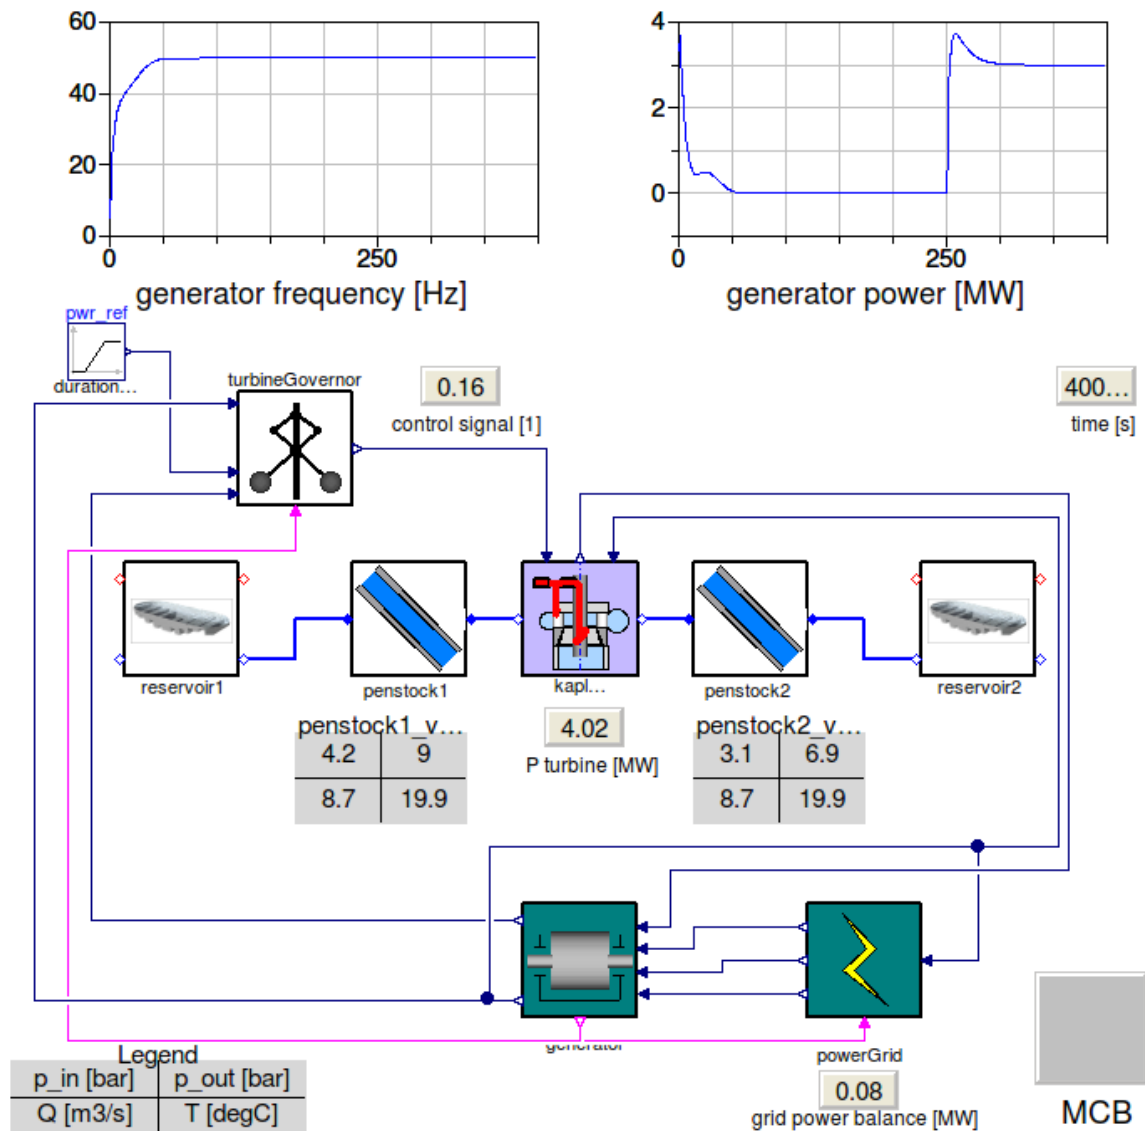 60
40
20
0
0
250
generator frequency [Hz]
4
2
0
0
250
generator power [MW]
pwr_ref
duration...
turbineGovernor
0.16
control signal [1]
400...
time [s]
reservoir1
penstock1
kapl...
penstock2
reservoir2
penstock1_v...
4.2 9
8.7 19.9
4.02
P turbine [MW]
penstock2_v...
3.1 6.9
8.7 19.9
generator
powerGrid
0.08
grid power balance [MW]
MCB
Legend
p_in [bar] p_out [bar]
Q [m3/s] T [degC]